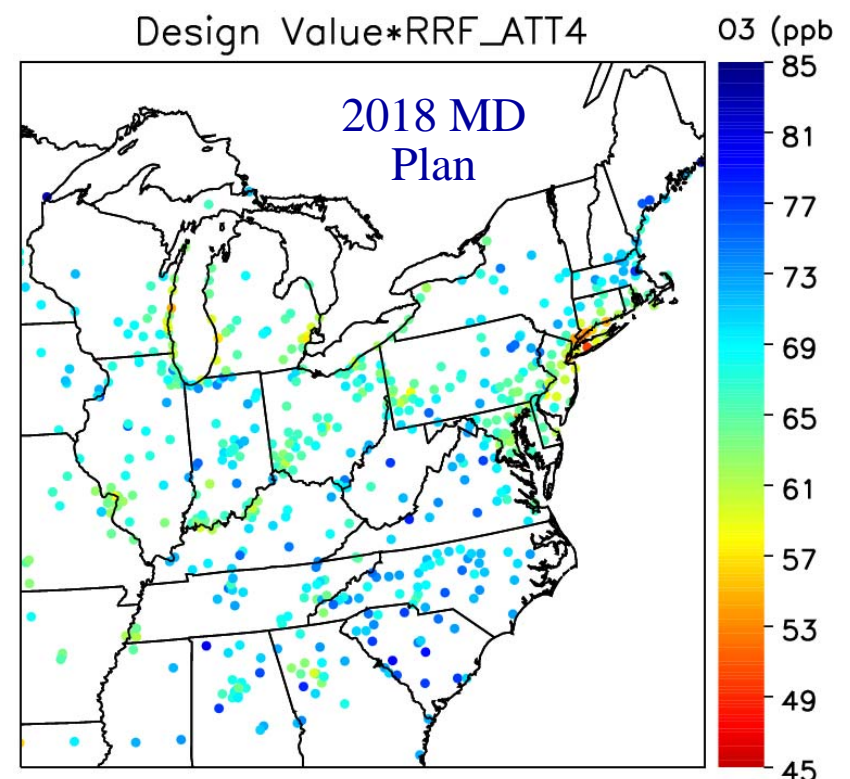 Design Value*RRF_ATT4
O3 (ppb
2018 MD
Plan
85
81
77
73
69
65
61
57
53
49
45